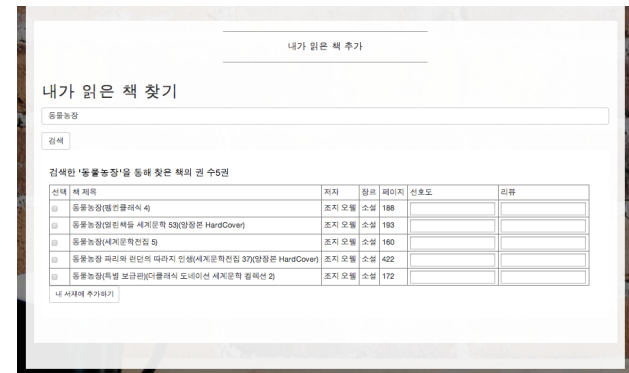 내가 읽은 책 추가
내가 읽은 책 찾기
동물농장
검색
검색한 '동물농장'을 통해 찾은 책의 권 수5권
선택 책 제목 저자 장르 페이지 선호도 리뷰
동물농장(펭귄클래식 4) 조지 오웰 소설 188
동물농장(열린책들 세계문학 53)(양장본 HardCover) 조지 오웰 소설 193
동물농장(세계문학전집 5) 조지 오웰 소설 160
동물농장 파리와 런던의 따라지 인생(세계문학전집 37)(양장본 HardCover) 조지 오웰 소설 422
동물농장(특별 보급판)(더클래식 도네이션 세계문학 컬렉션 2) 조지 오웰 소설 172
내 서재에 추가하기